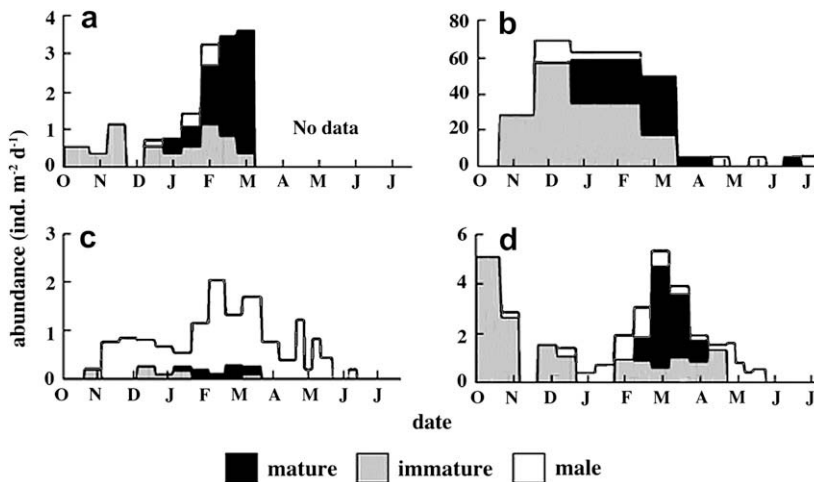 a
4
3
2
1
0
No data
O N D J F M A M J J
b
80
60
40
20
0
O N D J F M A M J J
abundance (ind. m-2 d-1)
c
3
2
1
0
O N D J F M A M J J
d
6
4
2
0
O N D J F M A M J J
date
mature immature male